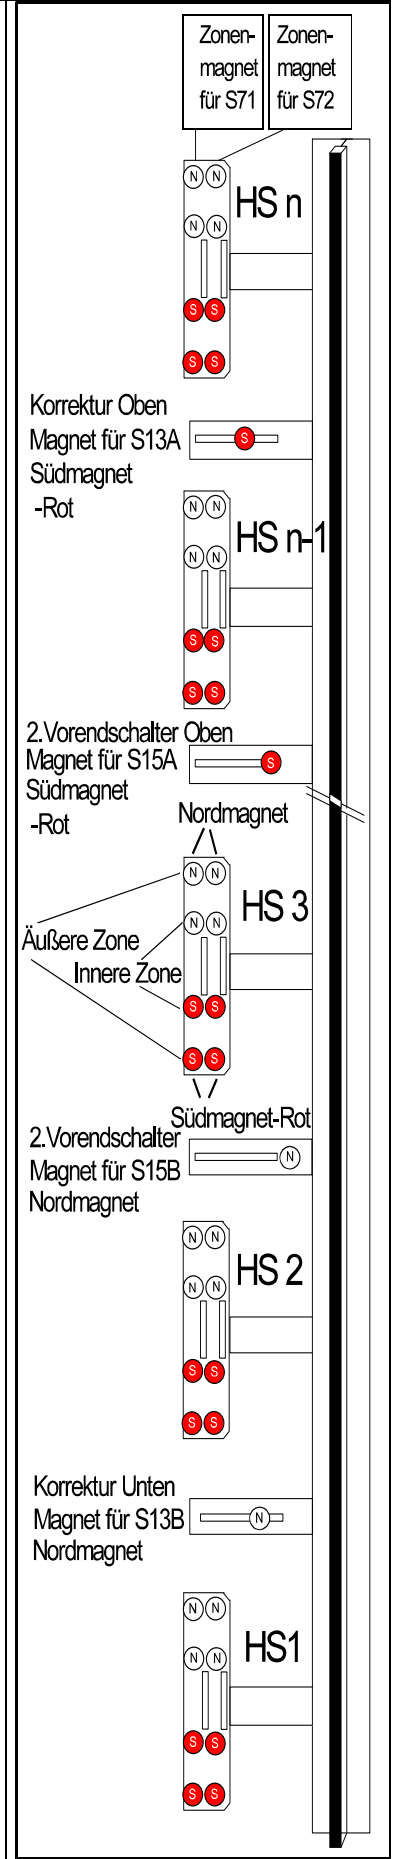 Zonen-
magnet
für S71
Zonen-
magnet
für S72
N N
HS n
N N
S S
S S
Korrektur Oben
Magnet für S13A
S
Südmagnet
-Rot
N N
HS n-1
N N
S S
S S
2.Vorendschalter Oben
Magnet für S15A
S
Südmagnet
-Rot
Nordmagnet
N N
HS 3
N N
Äußere Zone
Innere Zone
S S
S S
Südmagnet-Rot
2.Vorendschalter
Magnet für S15B
N
Nordmagnet
N N
HS 2
N N
S S
S S
Korrektur Unten
Magnet für S13B
N
Nordmagnet
N N
HS1
N N
S S
S S